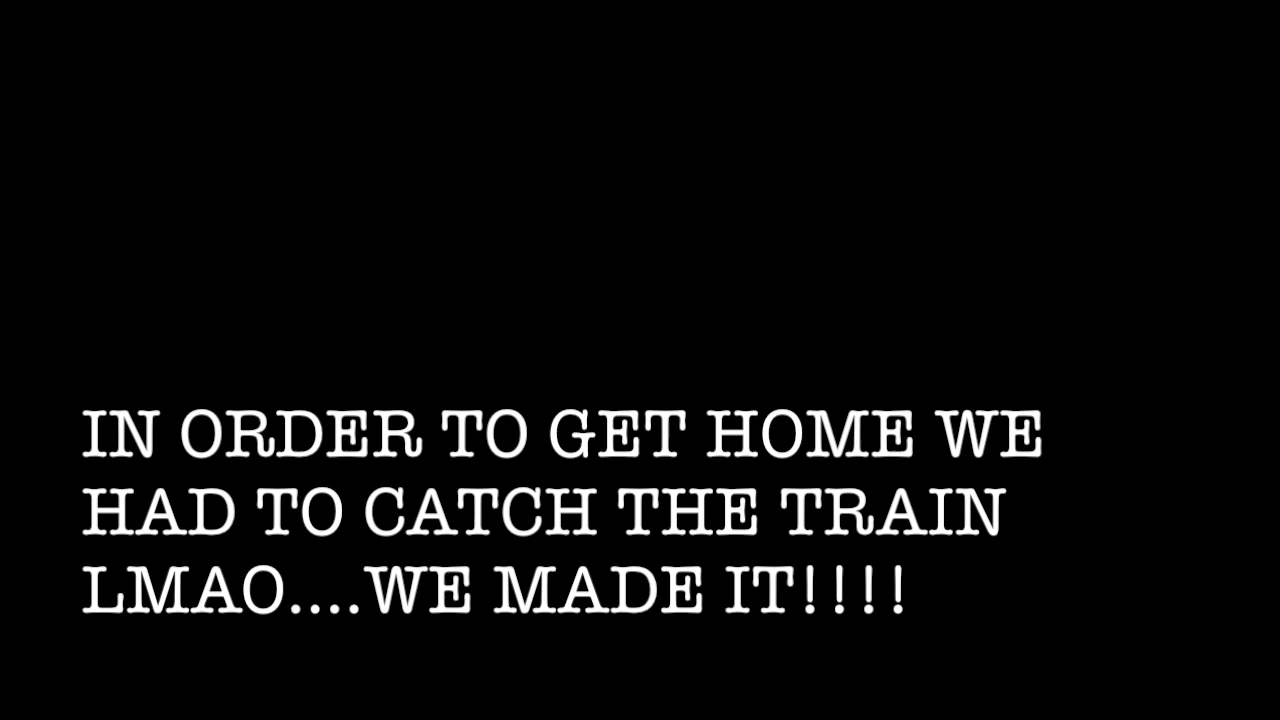 IN ORDER TO GET HOME WE
HAD TO CATCH THE TRAIN
LMAO....WE MADE IT!!!!